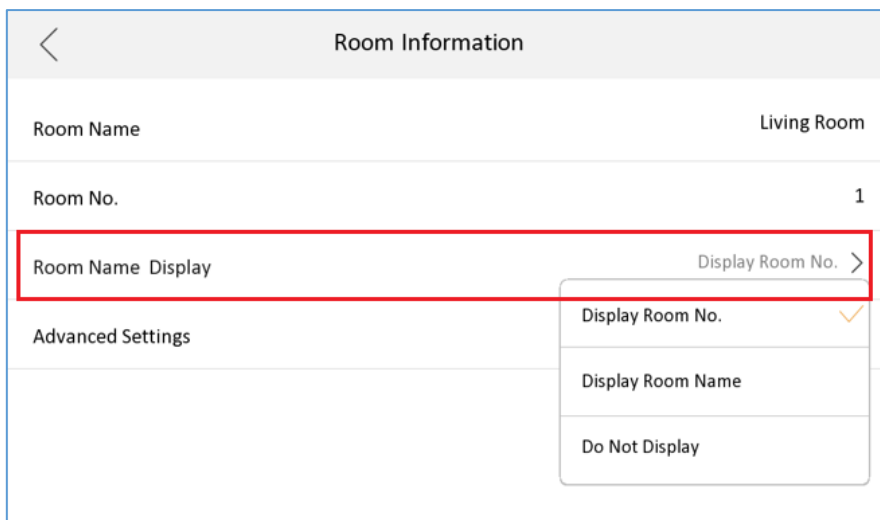 Room Information
Room Name
Living Room
Room No.
1
Room Name Display
Display Room No.
Display Room No.
Advanced Settings
Display Room Name
Do Not Display